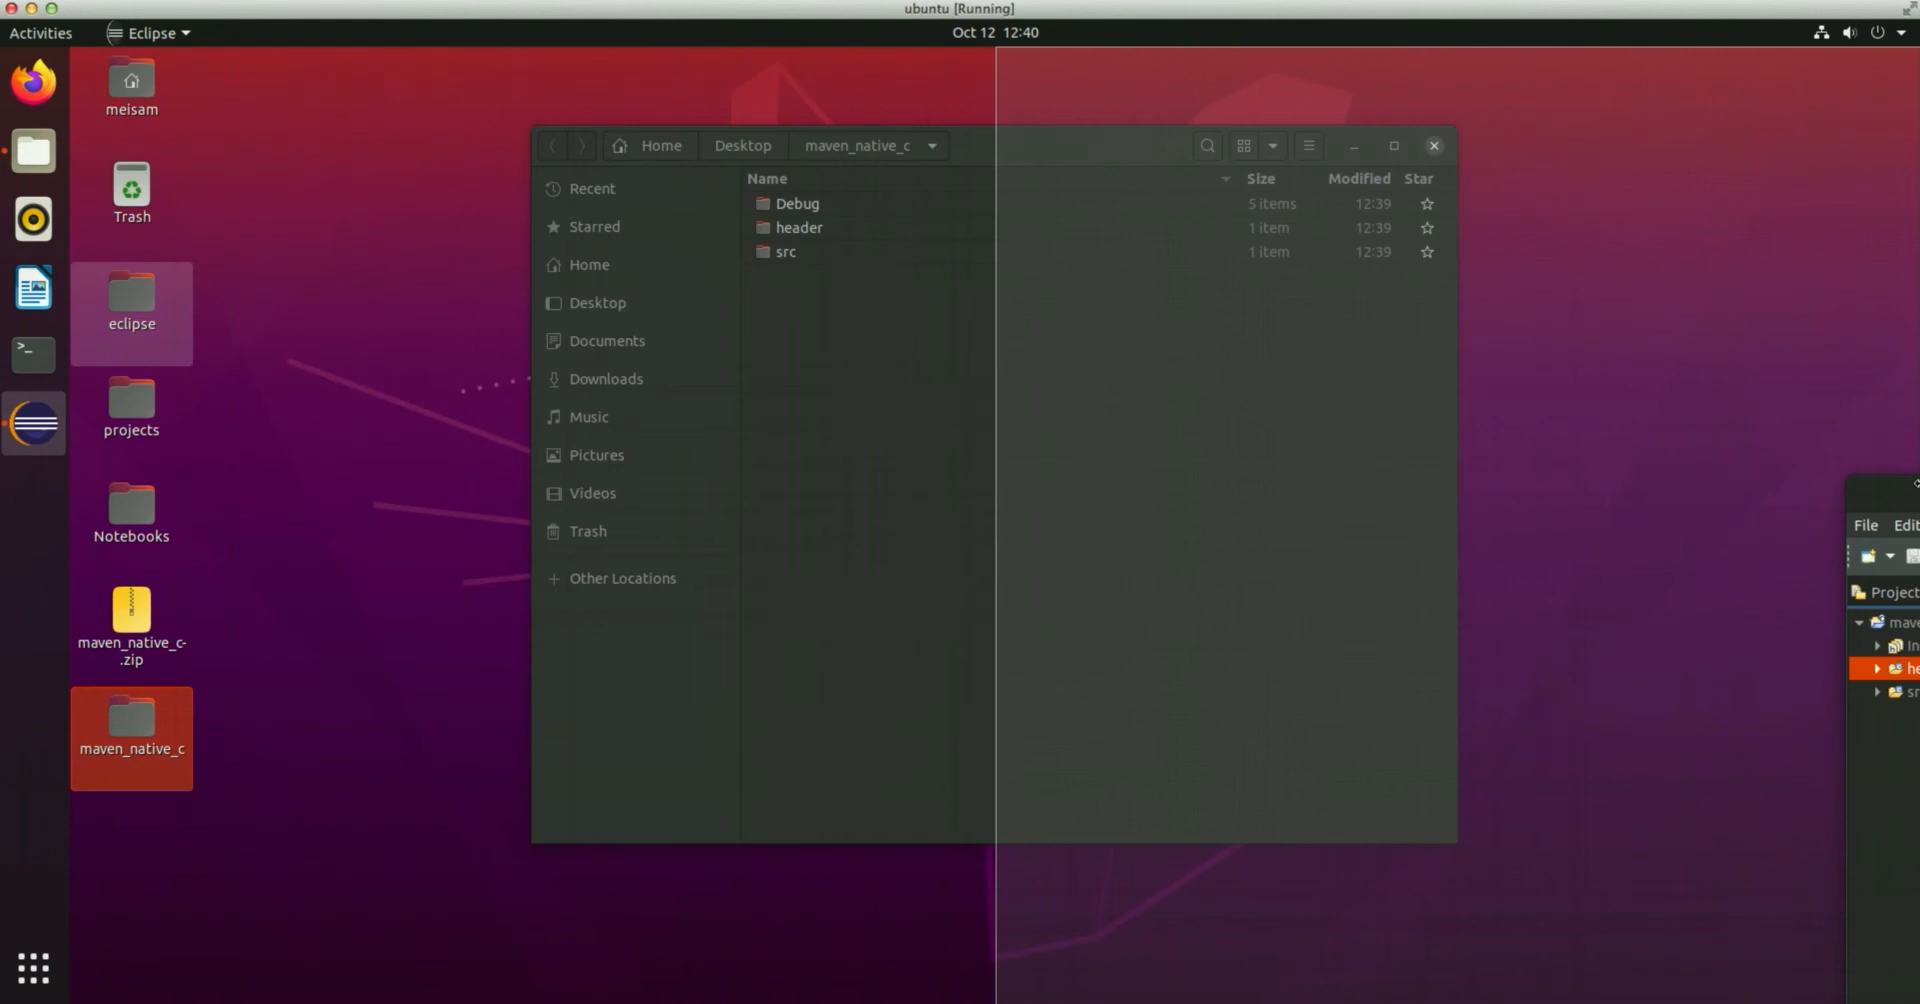 ubuntu [Running]
Activities Eclipse Oct 12 12:40
meisam
Trash
eclipse
projects
Notebooks
maven_native_c-
.zip
maven_native_c
Home Desktop maven_native_c
Recent
Starred
Home
Desktop
Documents
Downloads
Music
Pictures
Videos
Trash
Other Locations
Name Size Modified Star
Debug 5 items 12:39
header 1 item 12:39
src 1 item 12:39
File Edit
Project